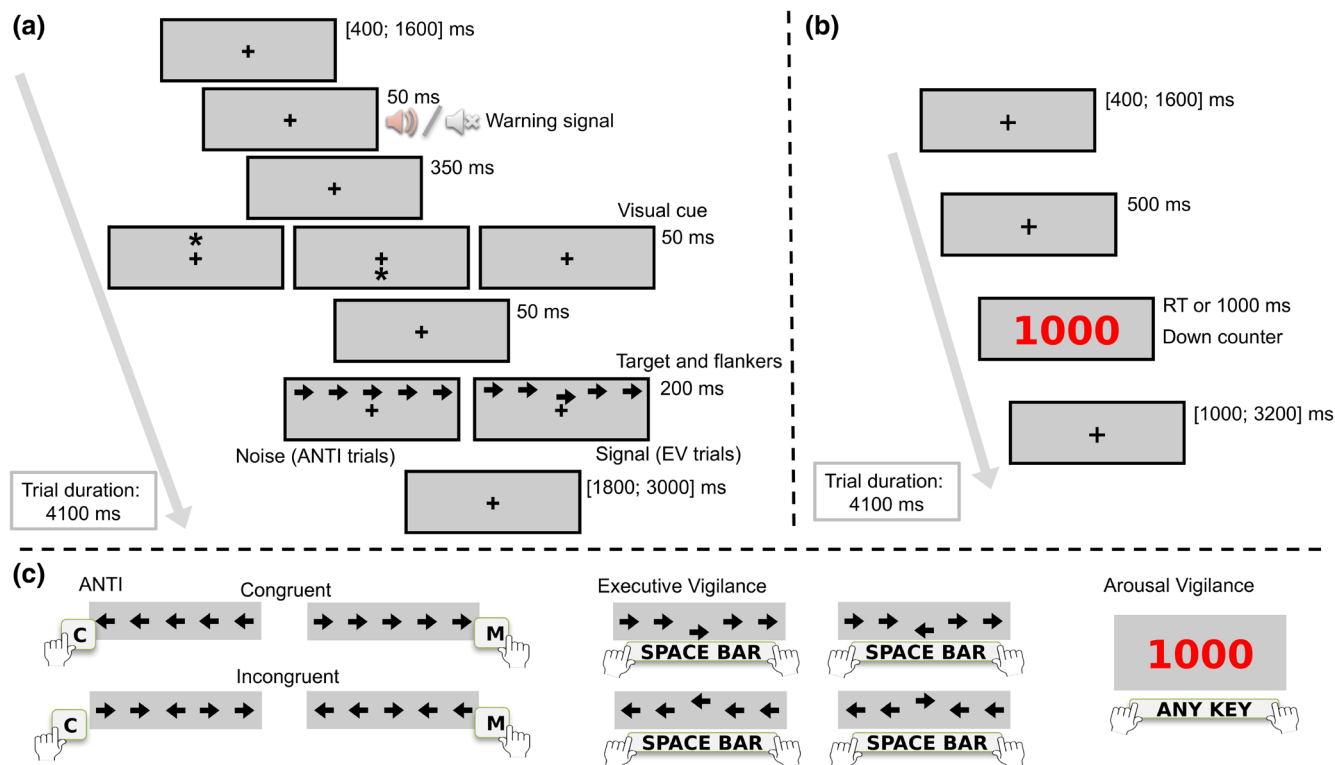 (a)
[400; 1600] ms
50 ms
Warning signal
350 ms
Visual cue
* * 50 ms
+
50 ms
Target and flankers
200 ms
Noise (ANTI trials)
Signal (EV trials)
[1800; 3000] ms
Trial duration:
4100 ms
(b)
[400; 1600] ms
500 ms
1000
RT or 1000 ms
Down counter
[1000; 3200] ms
Trial duration:
4100 ms
(c)
ANTI
Congruent
C
M
Incongruent
C
M
Executive Vigilance
SPACE BAR
SPACE BAR
SPACE BAR
SPACE BAR
Arousal Vigilance
1000
ANY KEY